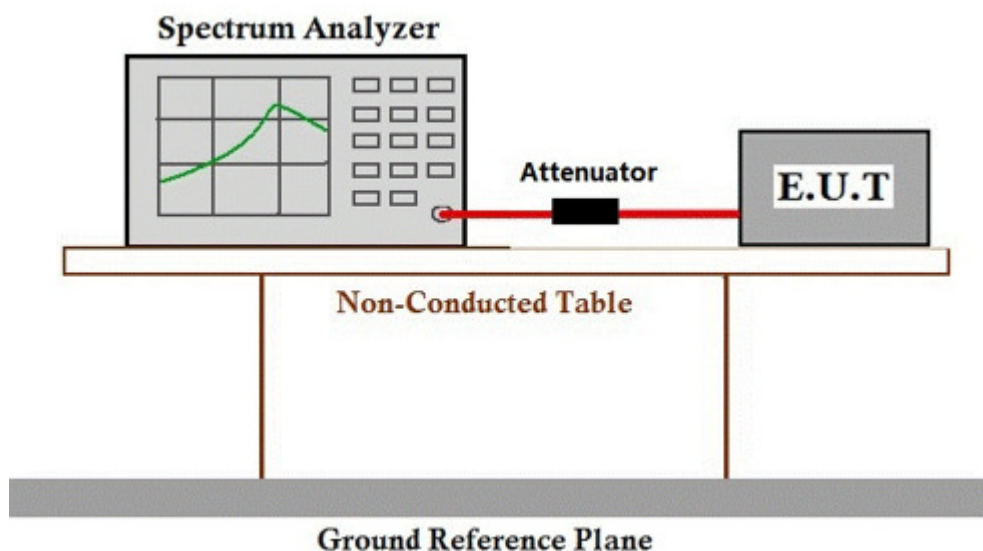 Spectrum Analyzer
Attenuator
E.U.T
Non-Conducted Table
Ground Reference Plane